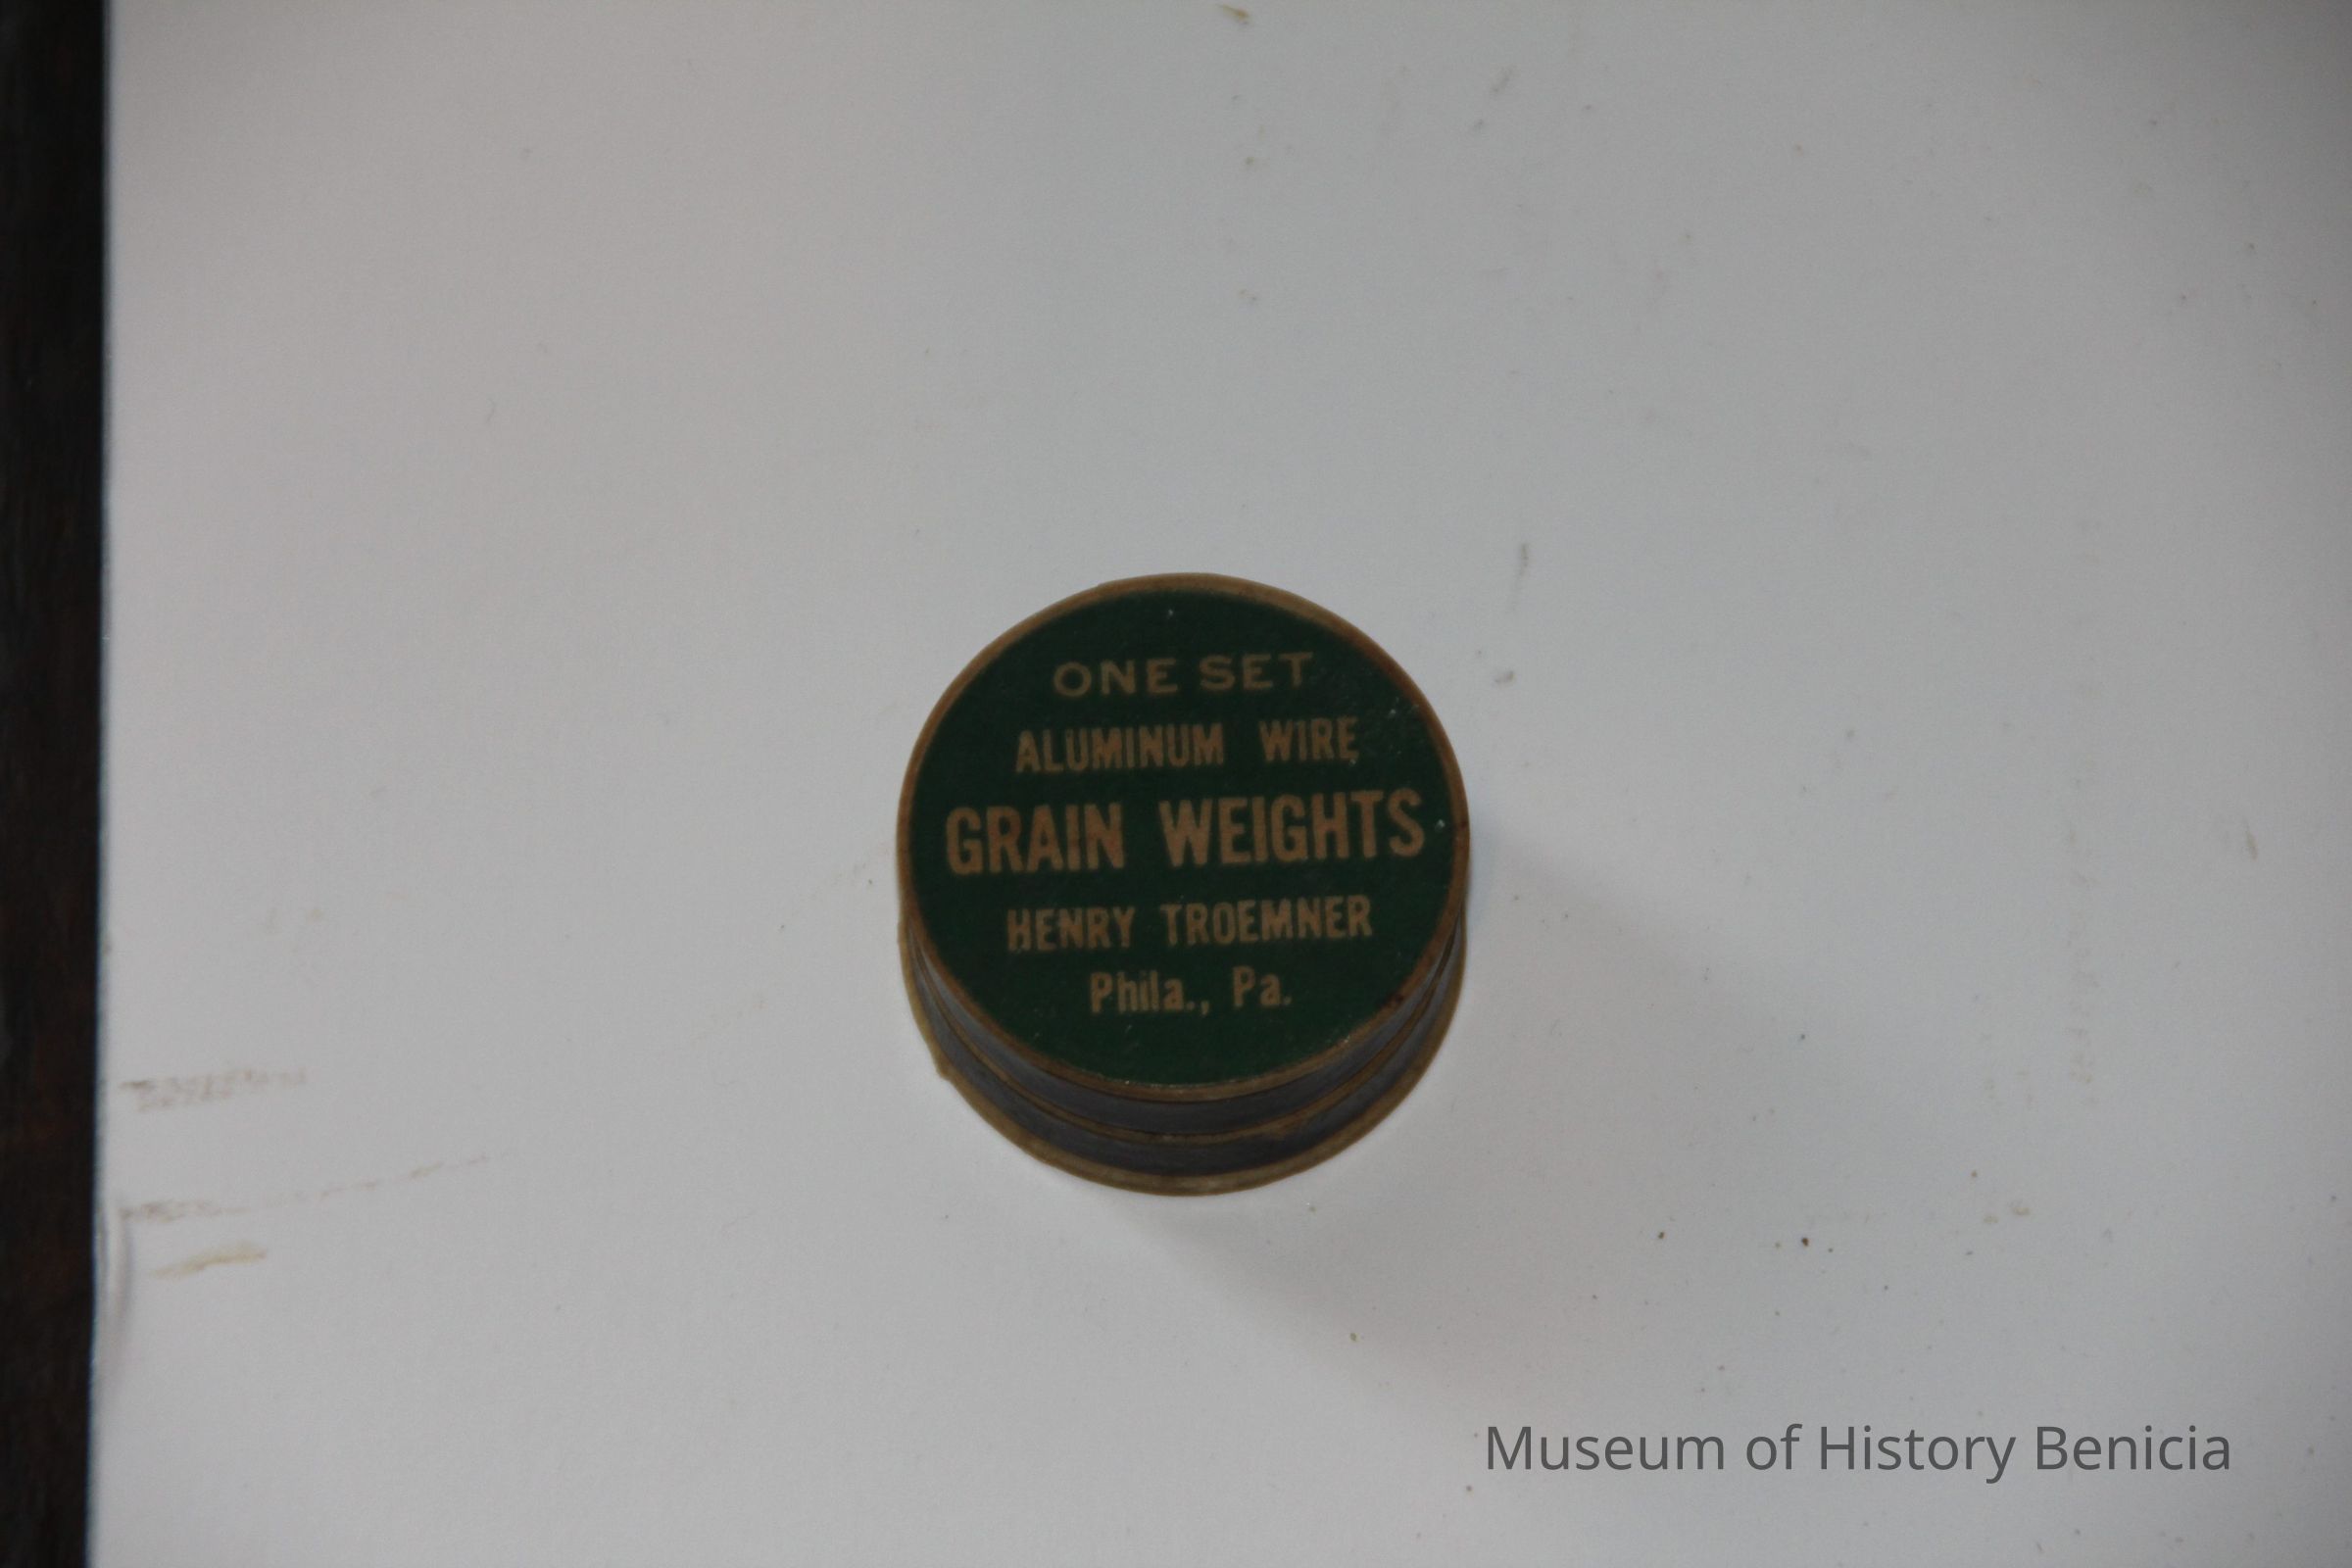 ONE SET
ALUMINUM WIRE
GRAIN WEIGHTS
HENRY TROEMNER
Phila., Pa.
Museum of History Benicia